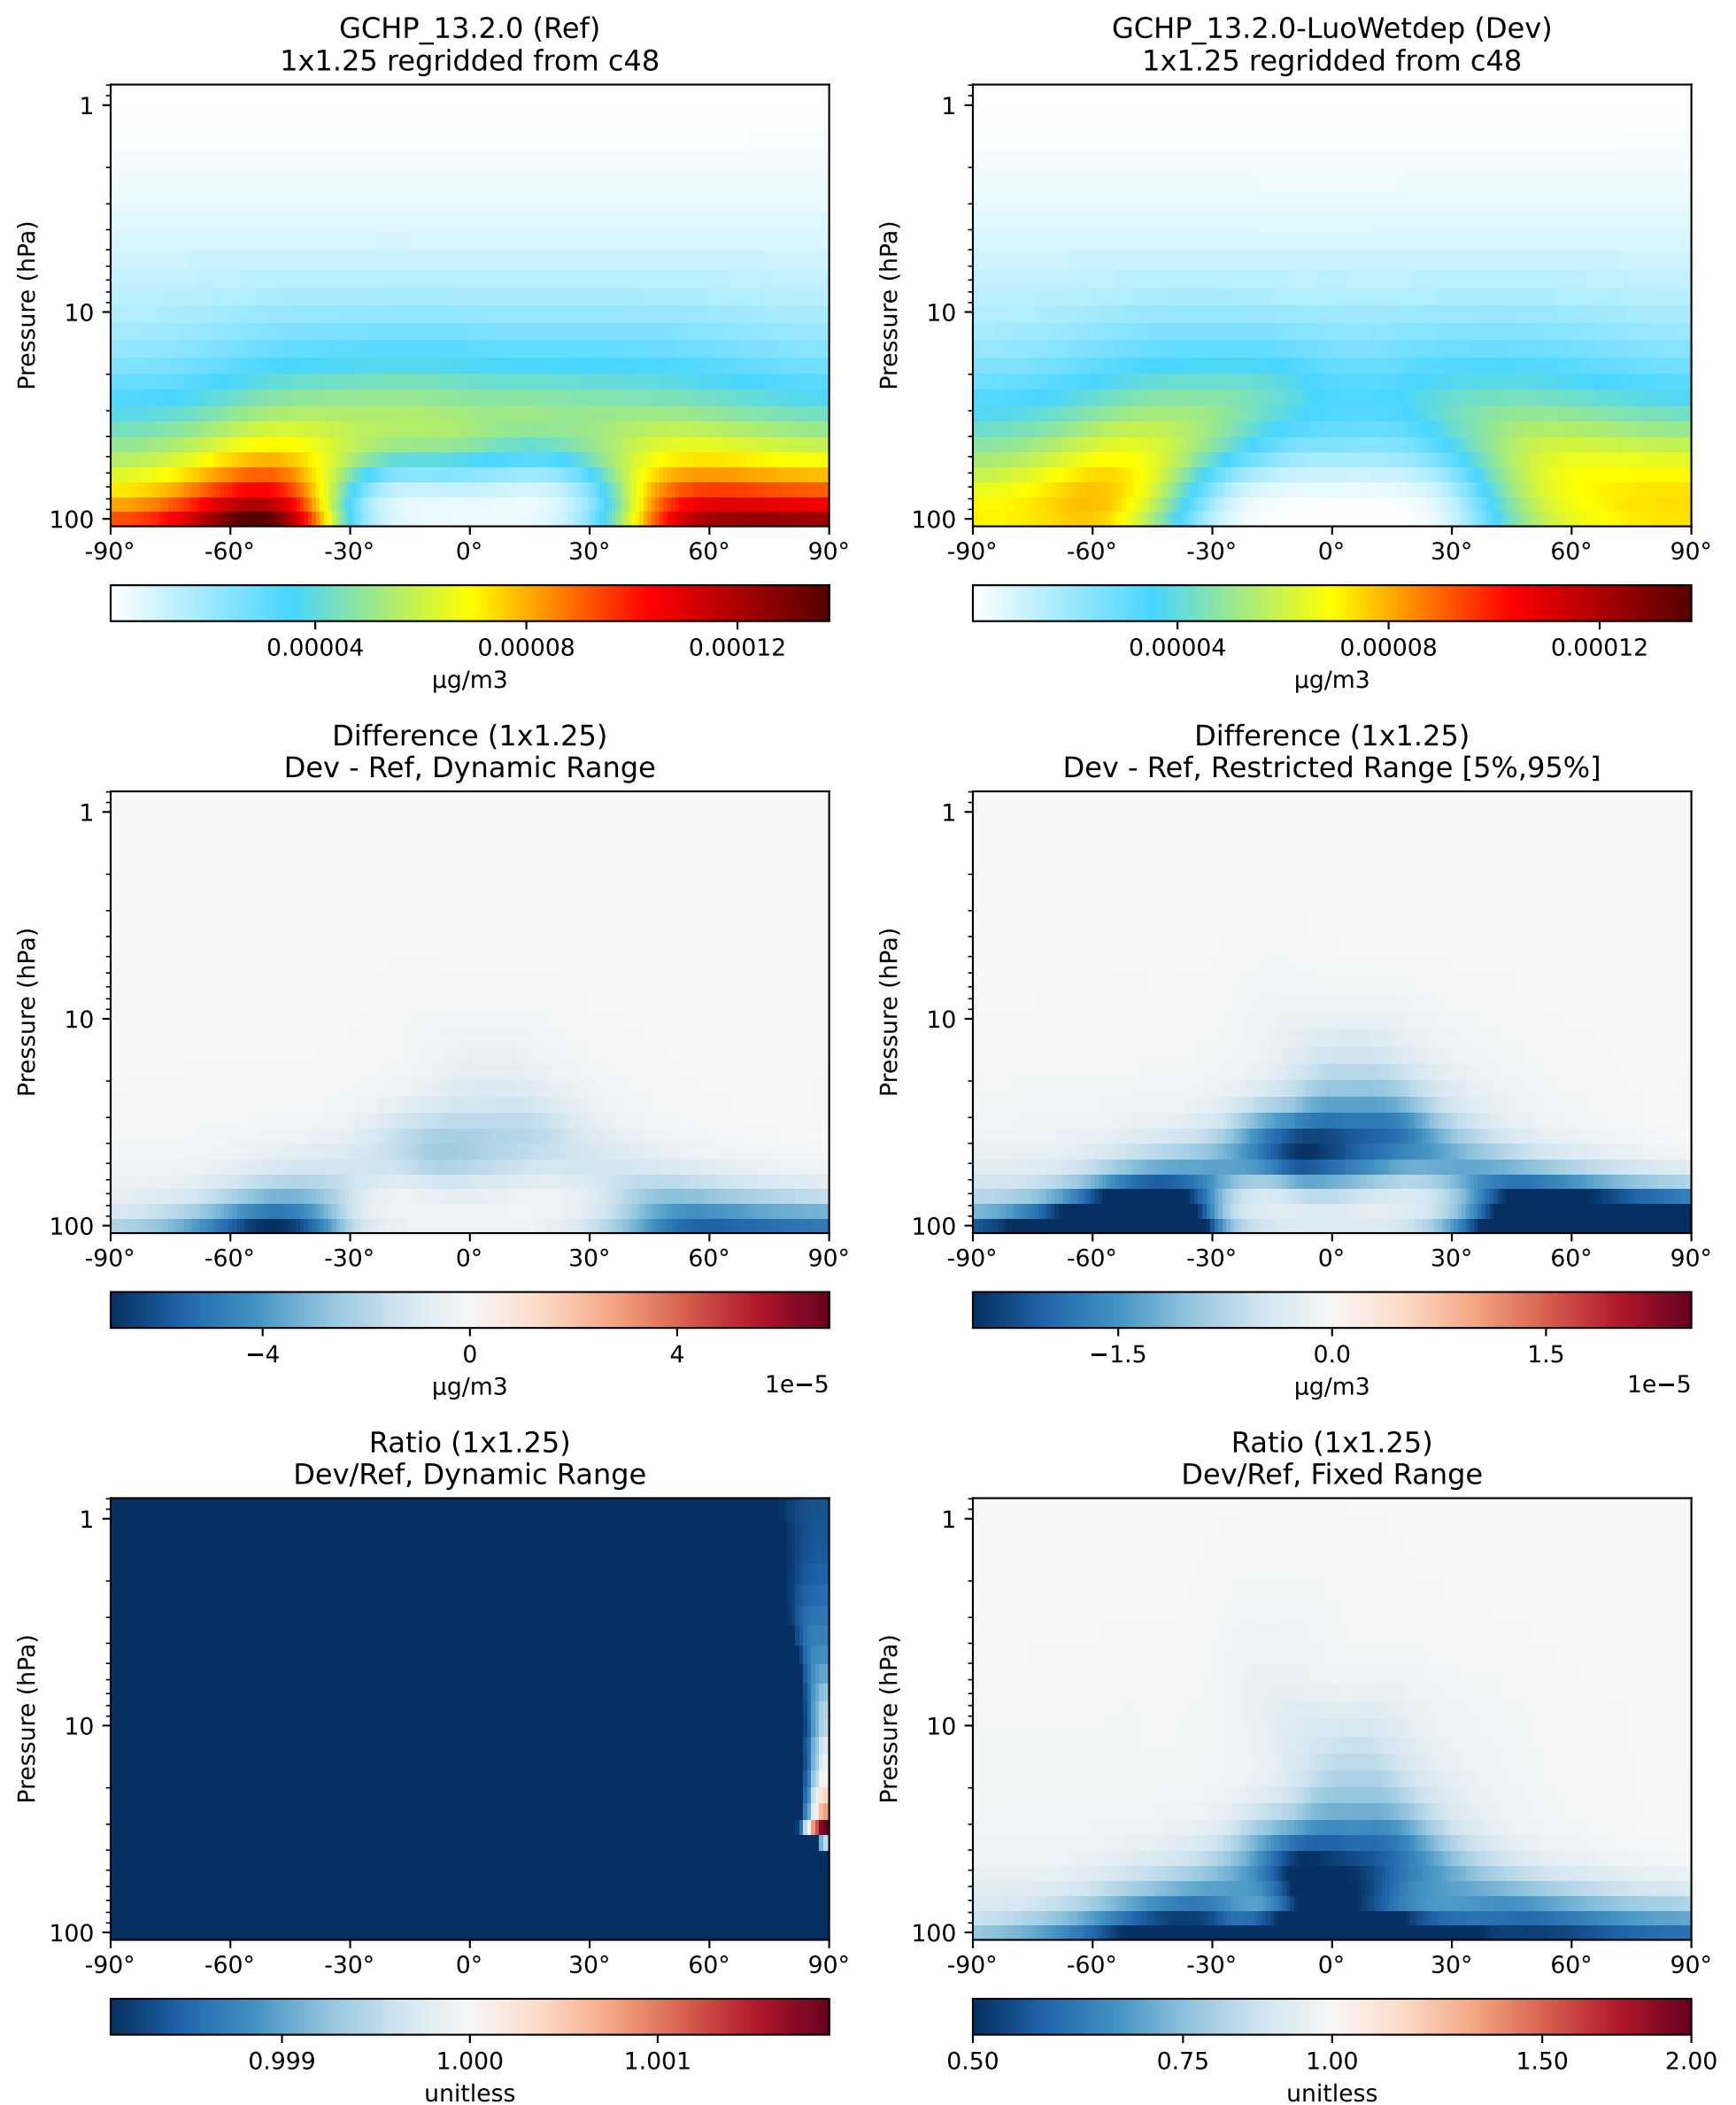 GCHP_13.2.0 (Ref)
1x1.25 regridded from c48
Pressure (hPa)
1
10
100
-90° -60° -30° 0° 30° 60° 90°
0.00004 0.00008 0.00012
µg/m3
GCHP_13.2.0-LuoWetdep (Dev)
1x1.25 regridded from c48
Pressure (hPa)
1
10
100
-90° -60° -30° 0° 30° 60° 90°
0.00004 0.00008 0.00012
µg/m3
Difference (1x1.25)
Dev - Ref, Dynamic Range
Pressure (hPa)
1
10
100
-90° -60° -30° 0° 30° 60° 90°
−4 0 4
µg/m3 1e−5
Difference (1x1.25)
Dev - Ref, Restricted Range [5%,95%]
Pressure (hPa)
1
10
100
-90° -60° -30° 0° 30° 60° 90°
−1.5 0.0 1.5
µg/m3 1e−5
Ratio (1x1.25)
Dev/Ref, Dynamic Range
Pressure (hPa)
1
10
100
-90° -60° -30° 0° 30° 60° 90°
0.999 1.000 1.001
unitless
Ratio (1x1.25)
Dev/Ref, Fixed Range
Pressure (hPa)
1
10
100
-90° -60° -30° 0° 30° 60° 90°
0.50 0.75 1.00 1.50 2.00
unitless